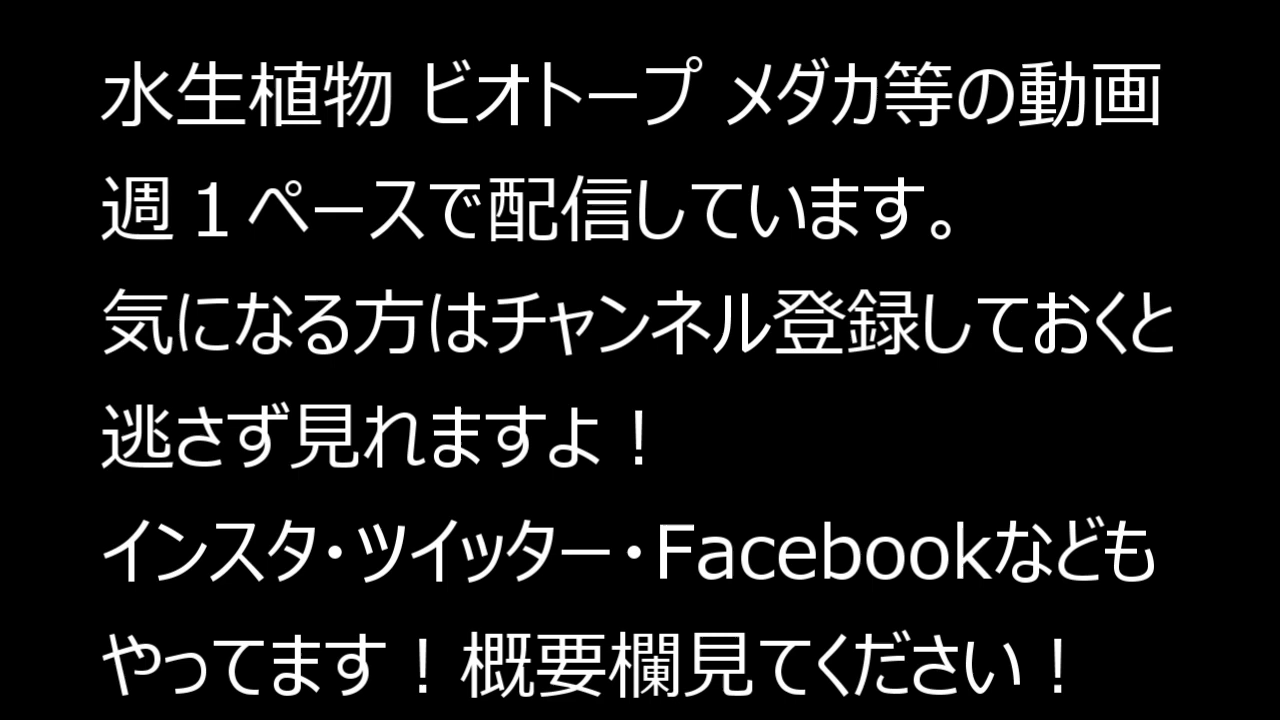 水生植物 ビオトープ メダカ等の動画
週１ペースで配信しています。
気になる方はチャンネル登録しておくと
逃さず見れますよ！
インスタ・ツイッター・Facebookなども
やってます！概要欄見てください！